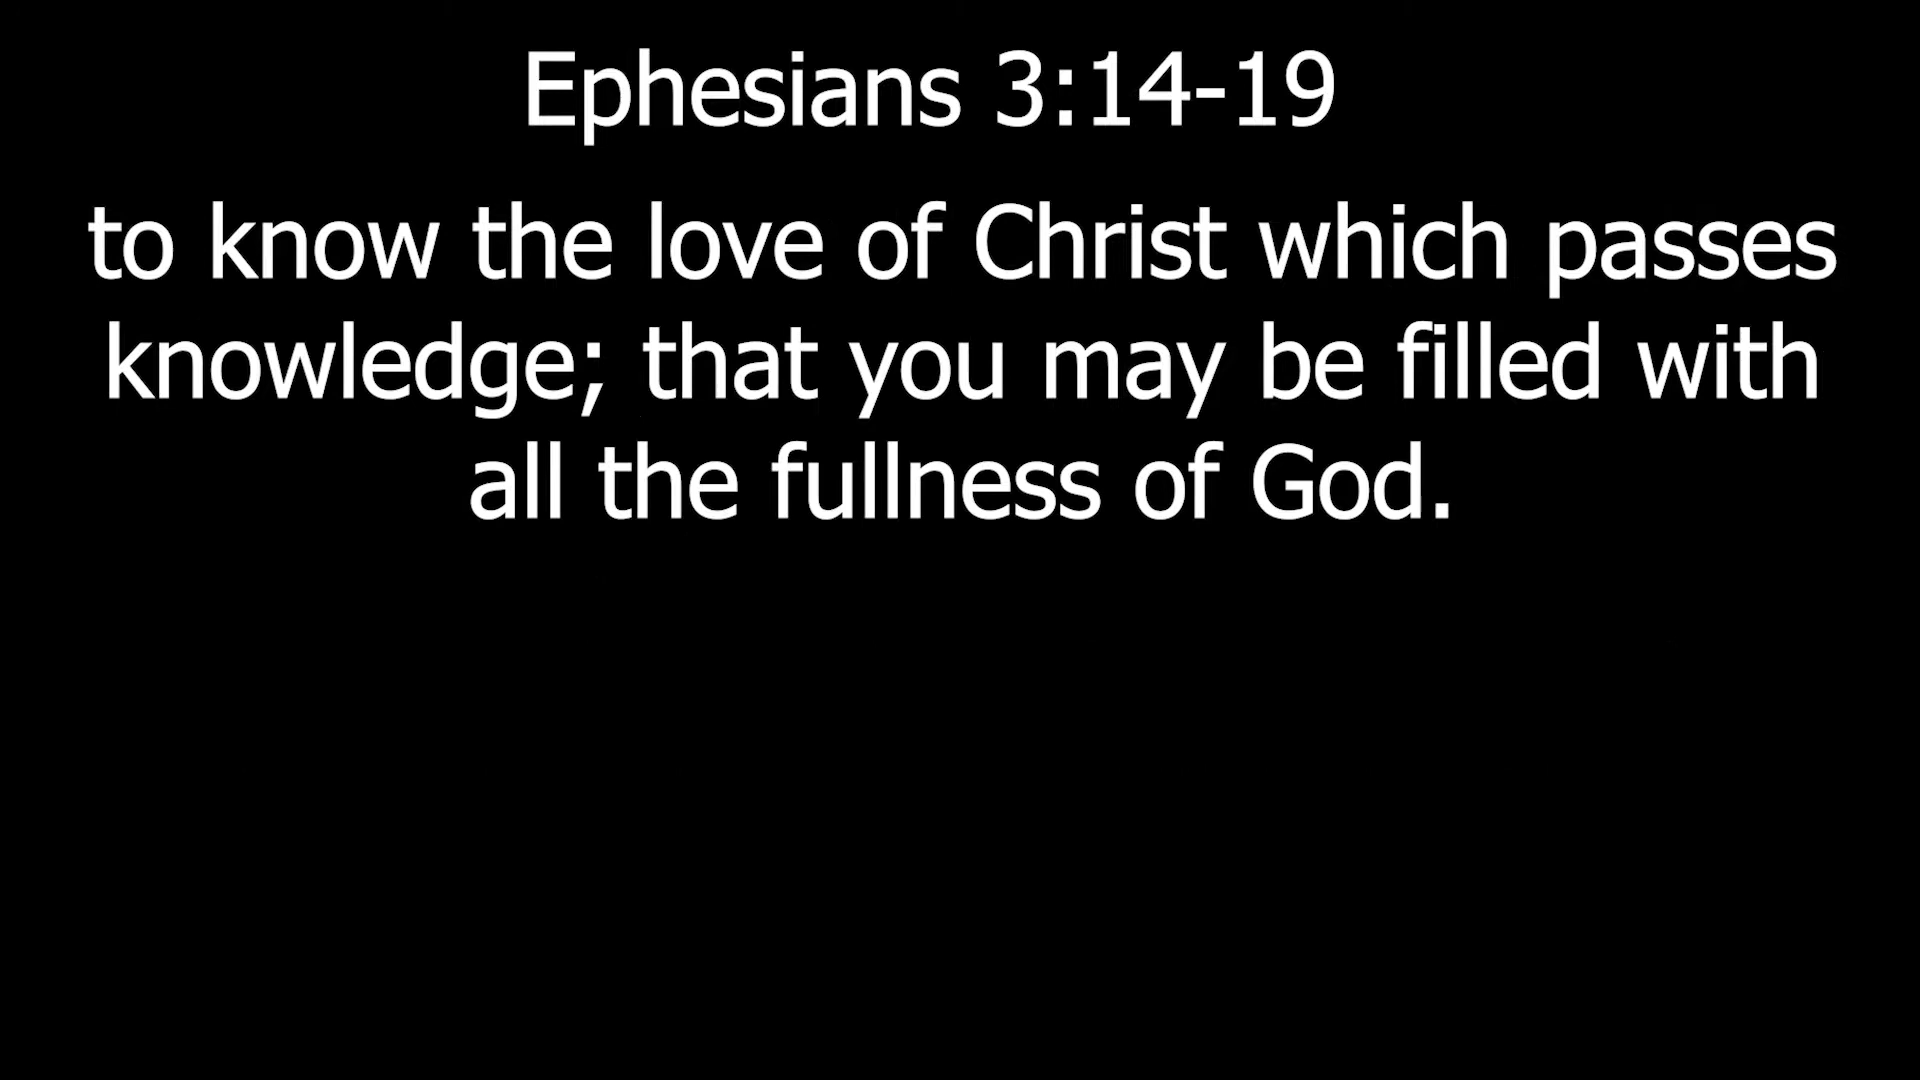 Ephesians 3:14-19
to know the love of Christ which passes
knowledge; that you may be filled with
all the fullness of God.